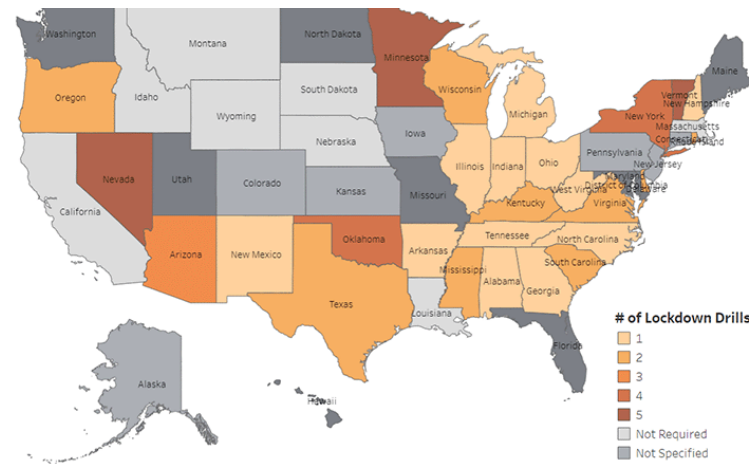 Washington
Montana
North Dakota
Minnesota
Maine
Oregon
Idaho
South Dakota
Wisconsin
Michigan
Vermont
New Hampshire
New York
Massachusetts
Wyoming
Nebraska
Iowa
Illinois
Indiana
Ohio
Pennsylvania
New Jersey
Nevada
Utah
Colorado
Kansas
Missouri
West Virginia
Maryland
District of Columbia
Delaware
California
Kentucky
Virginia
Arizona
New Mexico
Oklahoma
Arkansas
Tennessee
North Carolina
South Carolina
Mississippi
Alabama
Georgia
Texas
Louisiana
Florida
Alaska
Hawaii
# of Lockdown Drills
1
2
3
4
5
Not Required
Not Specified